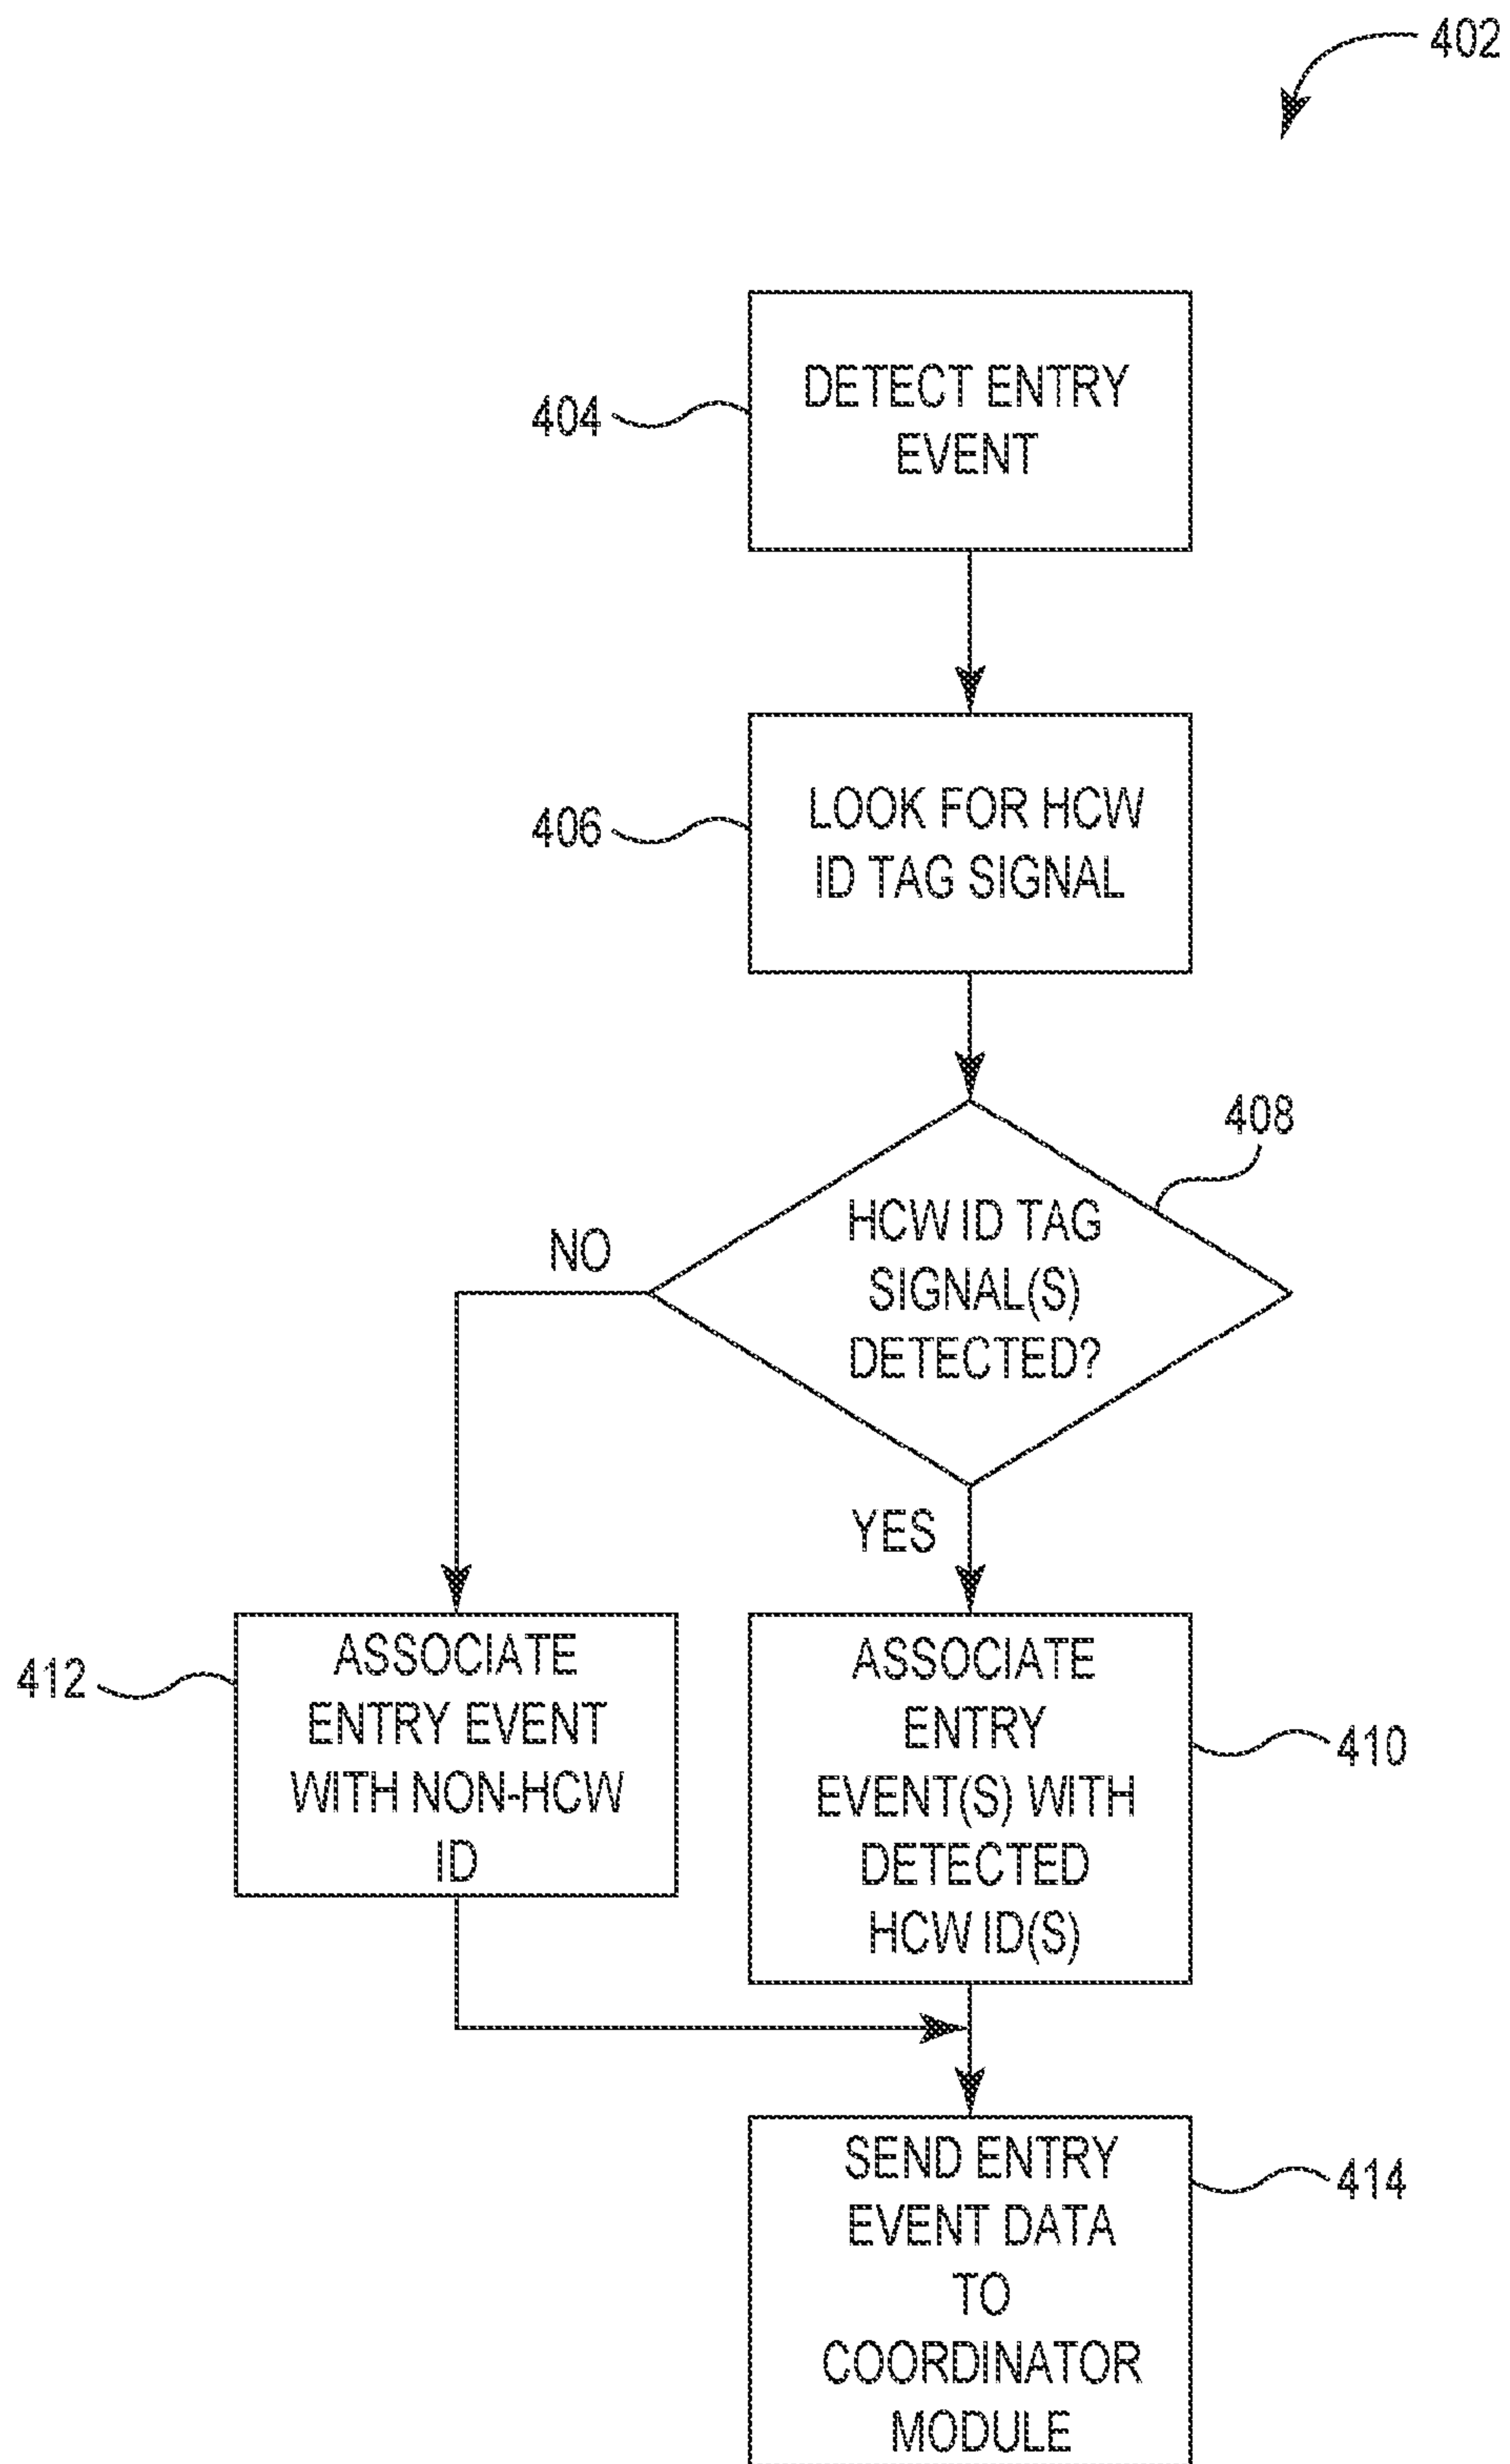 402
404
DETECT ENTRY
EVENT
406
LOOK FOR HCW
ID TAG SIGNAL
408
HCW ID TAG
SIGNAL(S)
DETECTED?
NO
YES
412
ASSOCIATE
ENTRY EVENT
WITH NON-HCW
ID
ASSOCIATE
ENTRY
EVENT(S) WITH
DETECTED
HCW ID(S)
410
SEND ENTRY
EVENT DATA
TO
COORDINATOR
MODULE
414